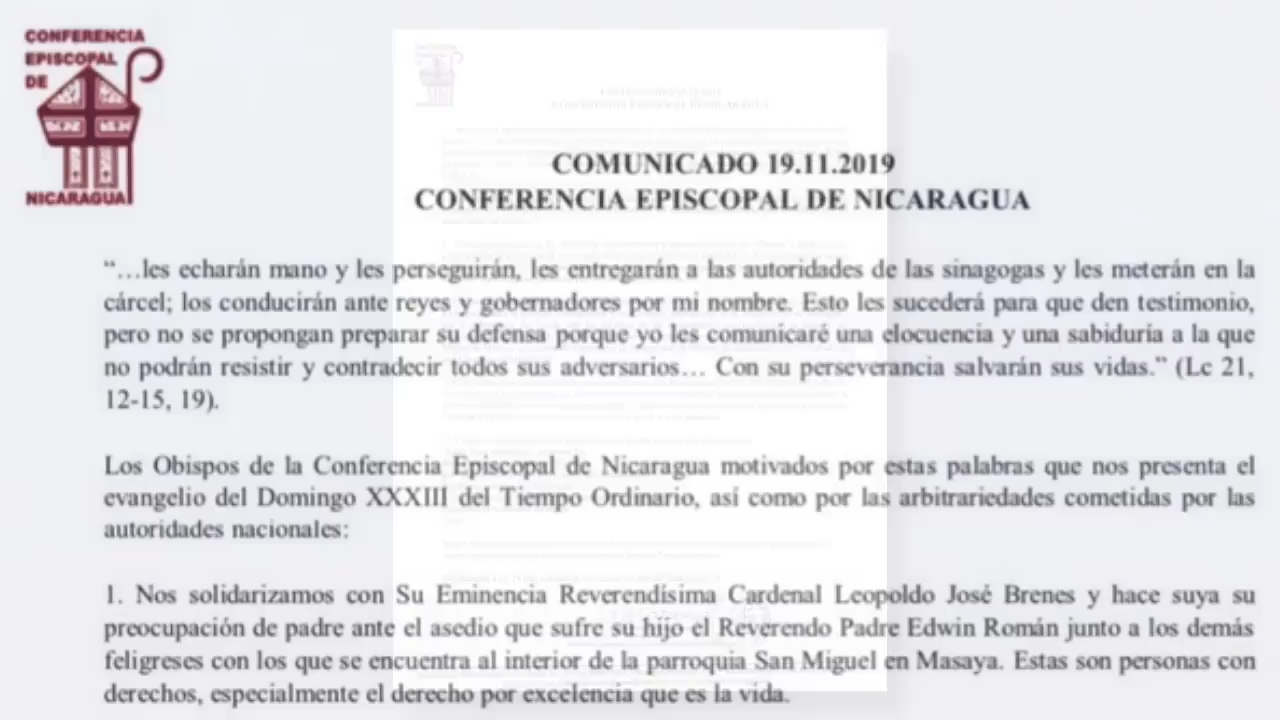 CONFERENCIA
EPISCOPAL
DE
NICARAGUA
COMUNICADO 19.11.2019
CONFERENCIA EPISCOPAL DE NICARAGUA
“…les echarán mano y les perseguirán, les entregarán a las autoridades de las sinagogas y les meterán en la
cárcel; los conducirán ante reyes y gobernadores por mi nombre. Esto les sucederá para que den testimonio,
pero no se propongan preparar su defensa porque yo les comunicaré una elocuencia y una sabiduría a la que
no podrán resistir y contradecir todos sus adversarios… Con su perseverancia salvarán sus vidas.” (Lc 21,
12-15, 19).
Los Obispos de la Conferencia Episcopal de Nicaragua motivados por estas palabras que nos presenta el
evangelio del Domingo XXXIII del Tiempo Ordinario, así como por las arbitrariedades cometidas por las
autoridades nacionales:
1. Nos solidarizamos con Su Eminencia Reverendísima Cardenal Leopoldo José Brenes y hace suya su
preocupación de padre ante el asedio que sufre su hijo el Reverendo Padre Edwin Román junto a los demás
feligreses con los que se encuentra al interior de la parroquia San Miguel en Masaya. Estas son personas con
derechos, especialmente el derecho por excelencia que es la vida.